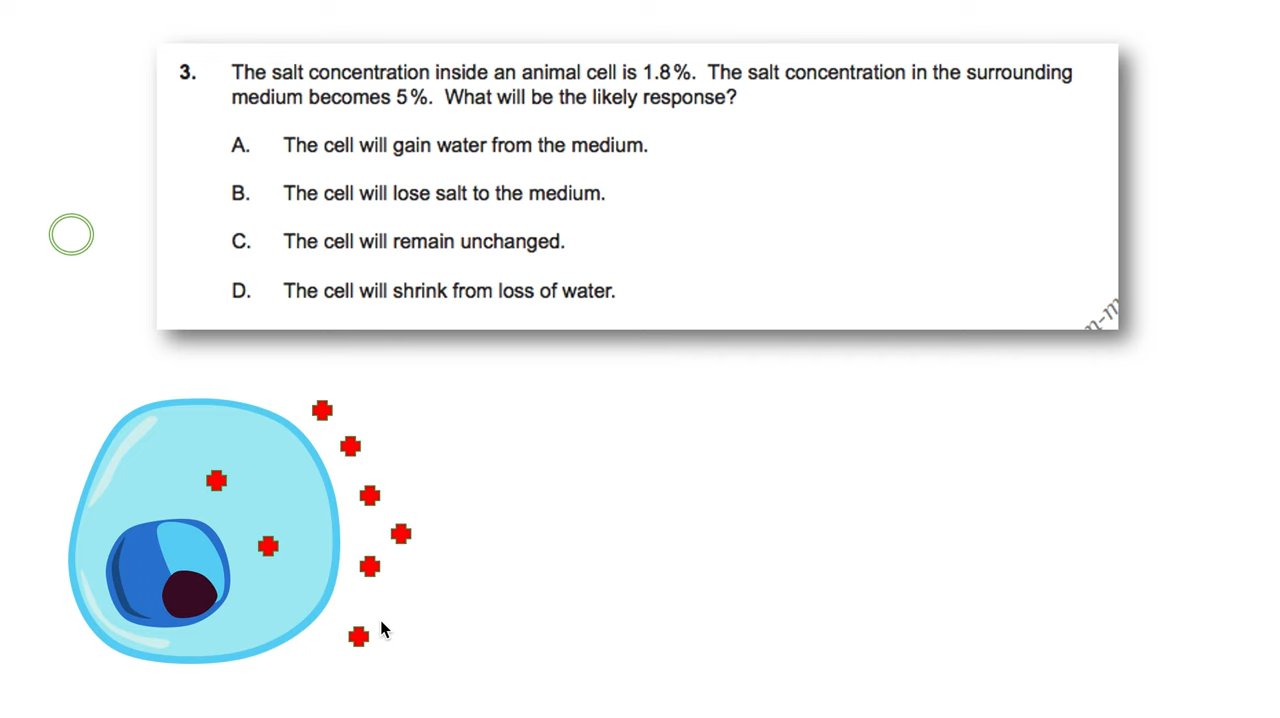 3. The salt concentration inside an animal cell is 1.8%. The salt concentration in the surrounding
medium becomes 5%. What will be the likely response?
A. The cell will gain water from the medium.
B. The cell will lose salt to the medium.
C. The cell will remain unchanged.
D. The cell will shrink from loss of water.